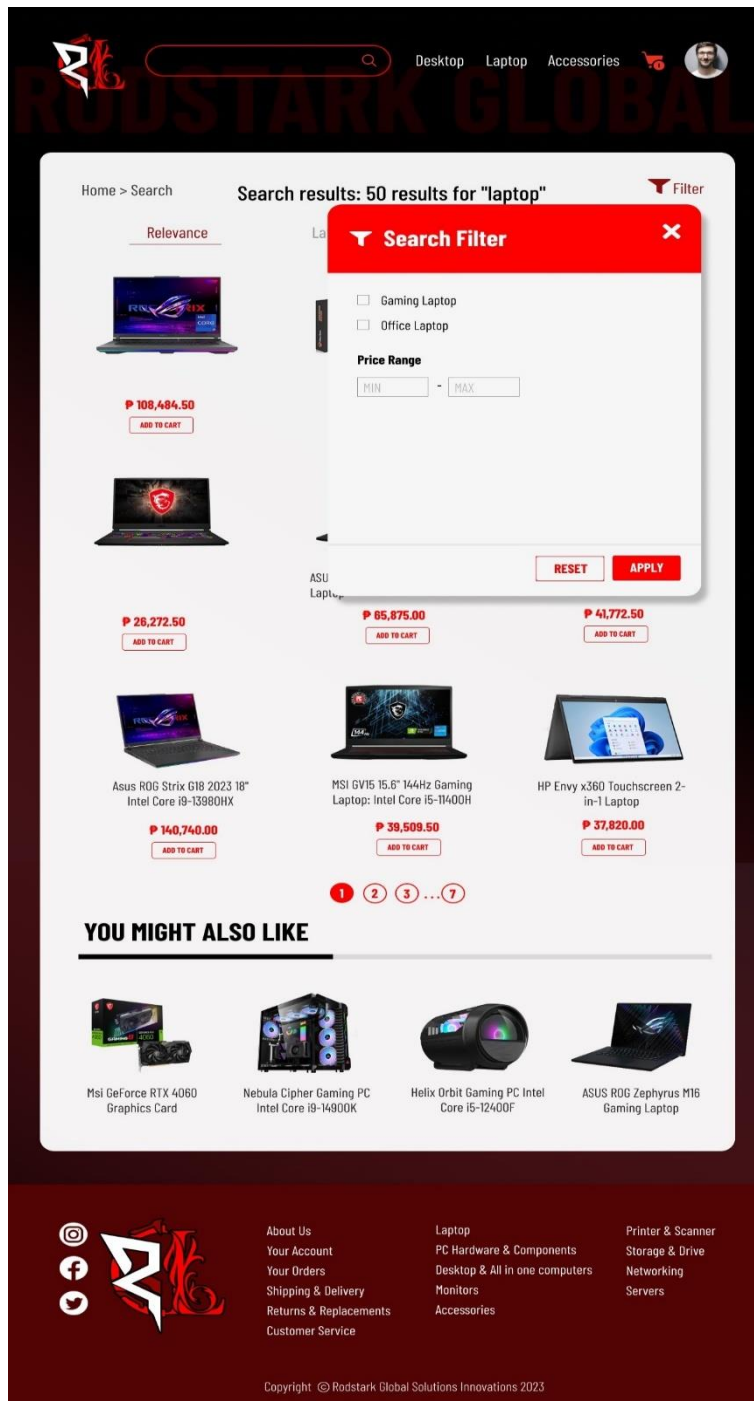 Desktop Laptop Accessories
RODSTARK GLOBAL
Home > Search
Search results: 50 results for "laptop"
Filter
Relevance
La
Search Filter
Gaming Laptop
Office Laptop
Price Range
MIN - MAX
RESET APPLY
₱ 108,484.50
ADD TO CART
ASU
₱ 26,272.50
ADD TO CART
₱ 65,875.00
ADD TO CART
₱ 41,772.50
ADD TO CART
Asus ROG Strix G18 2023 18"
Intel Core i9-13980HX
₱ 140,740.00
ADD TO CART
MSI GV15 15.6" 144Hz Gaming
Laptop: Intel Core i5-11400H
₱ 39,509.50
ADD TO CART
HP Envy x360 Touchscreen 2-
in-1 Laptop
₱ 37,820.00
ADD TO CART
1 2 3 ...7
YOU MIGHT ALSO LIKE
Msi GeForce RTX 4060
Graphics Card
Nebula Cipher Gaming PC
Intel Core i9-14900K
Helix Orbit Gaming PC Intel
Core i5-12400F
ASUS ROG Zephyrus M16
Gaming Laptop
About Us
Your Account
Your Orders
Shipping & Delivery
Returns & Replacements
Customer Service
Laptop
PC Hardware & Components
Desktop & All in one computers
Monitors
Accessories
Printer & Scanner
Storage & Drive
Networking
Servers
Copyright © Rodstark Global Solutions Innovations 2023